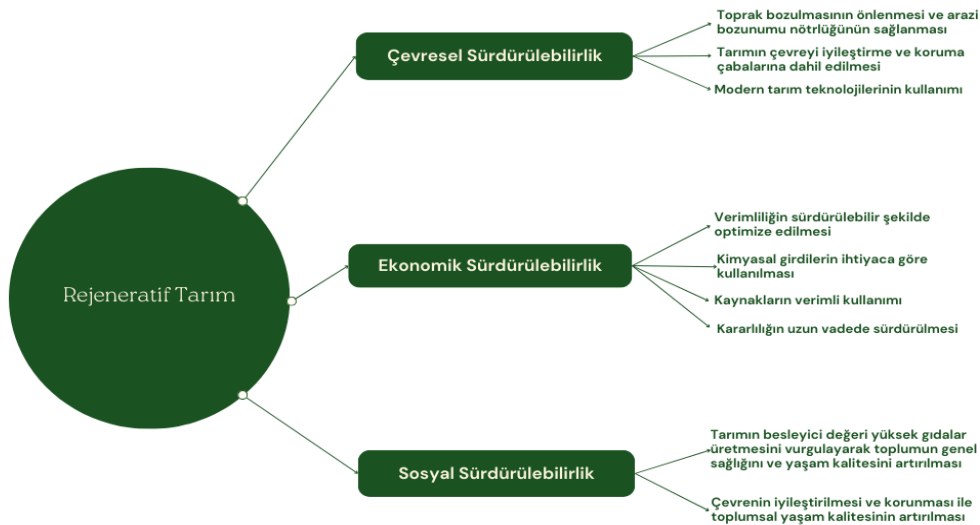 Rejeneratif Tarım
Çevresel Sürdürülebilirlik
Toprak bozulmasının önlenmesi ve arazi
bozunumu nötrlüğünün sağlanması
Tarımın çevreyi iyileştirme ve koruma
çabalarına dahil edilmesi
Modern tarım teknolojilerinin kullanımı
Ekonomik Sürdürülebilirlik
Verimliliğin sürdürülebilir şekilde
optimize edilmesi
Kimyasal girdilerin ihtiyaca göre
kullanılması
Kaynakların verimli kullanımı
Kararlılığın uzun vadede sürdürülmesi
Sosyal Sürdürülebilirlik
Tarımın besleyici değeri yüksek gıdalar
üretmesini vurgulayarak toplumun genel
sağlığını ve yaşam kalitesini artırılması
Çevrenin iyileştirilmesi ve korunması ile
toplumsal yaşam kalitesinin artırılması